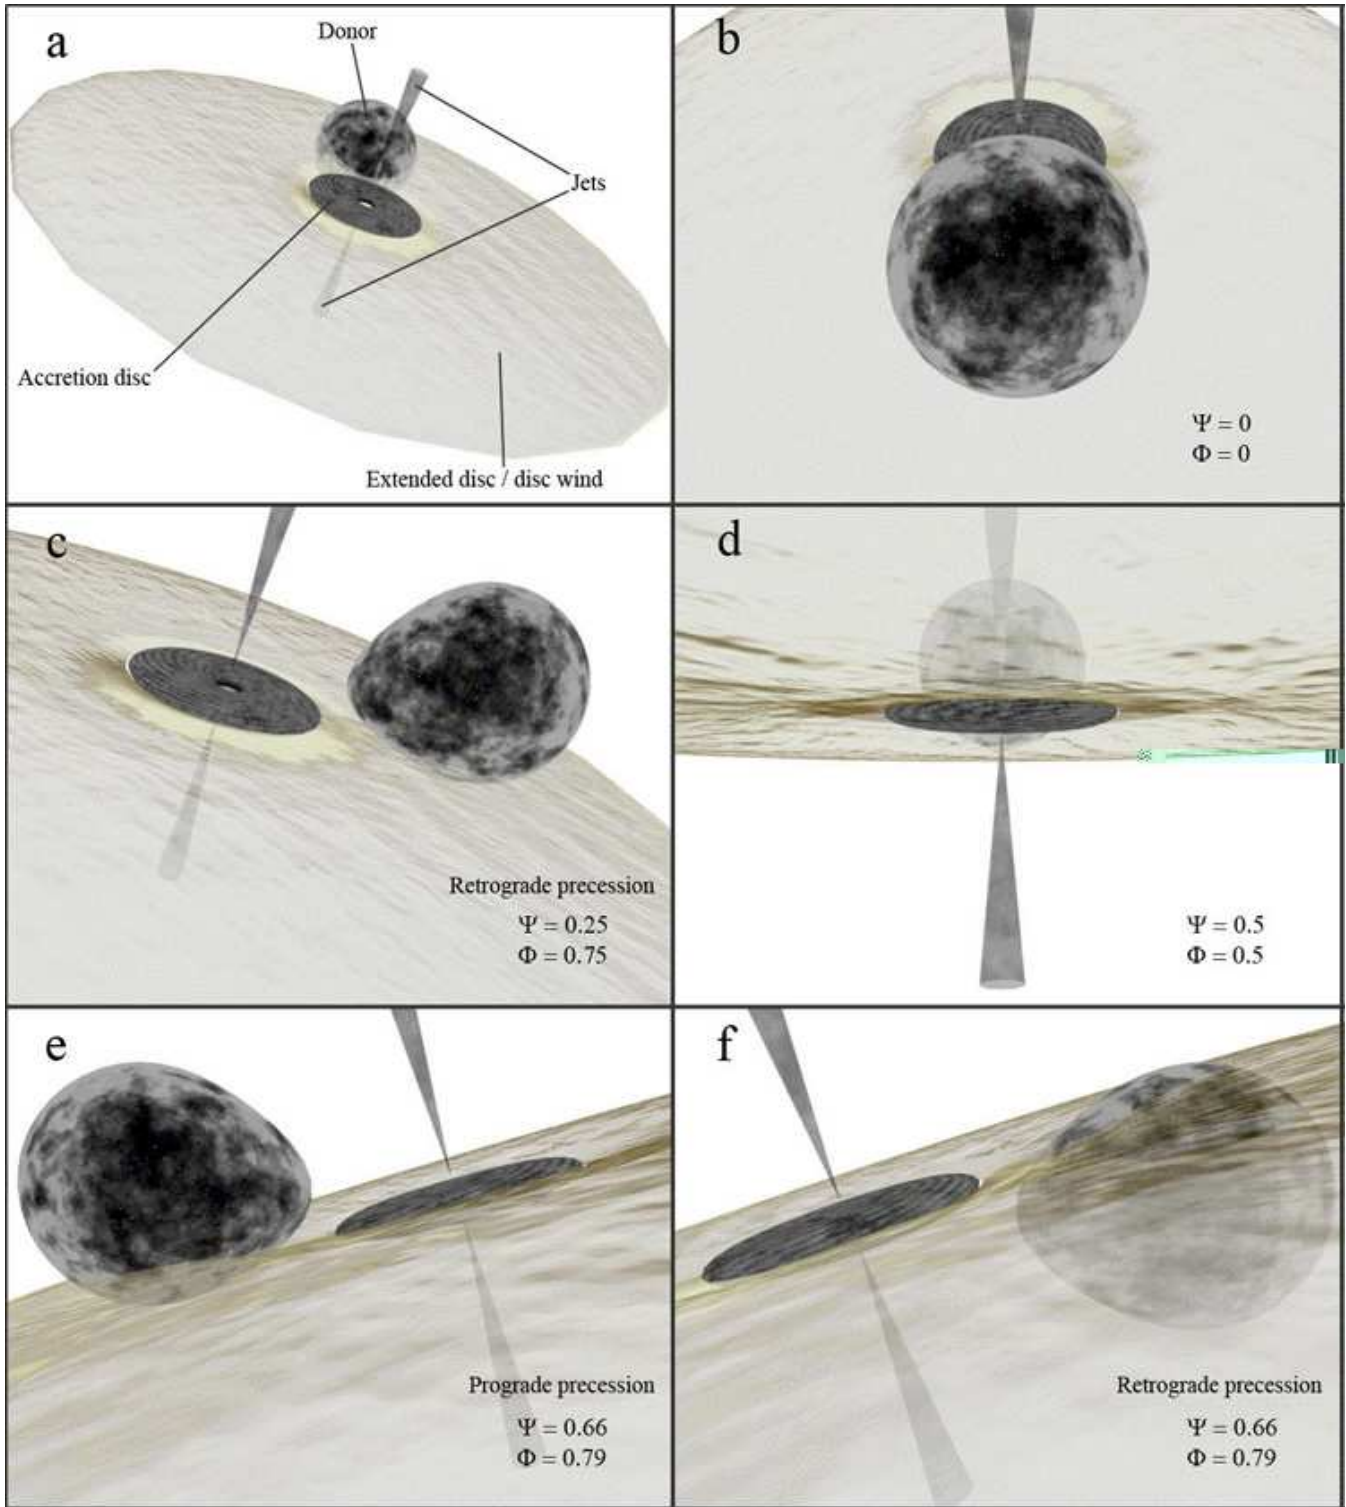 a
Donor
Jets
Accretion disc
Extended disc / disc wind
b
Ψ = 0
Φ = 0
c
Retrograde precession
Ψ = 0.25
Φ = 0.75
d
Ψ = 0.5
Φ = 0.5
e
Prograde precession
Ψ = 0.66
Φ = 0.79
f
Retrograde precession
Ψ = 0.66
Φ = 0.79